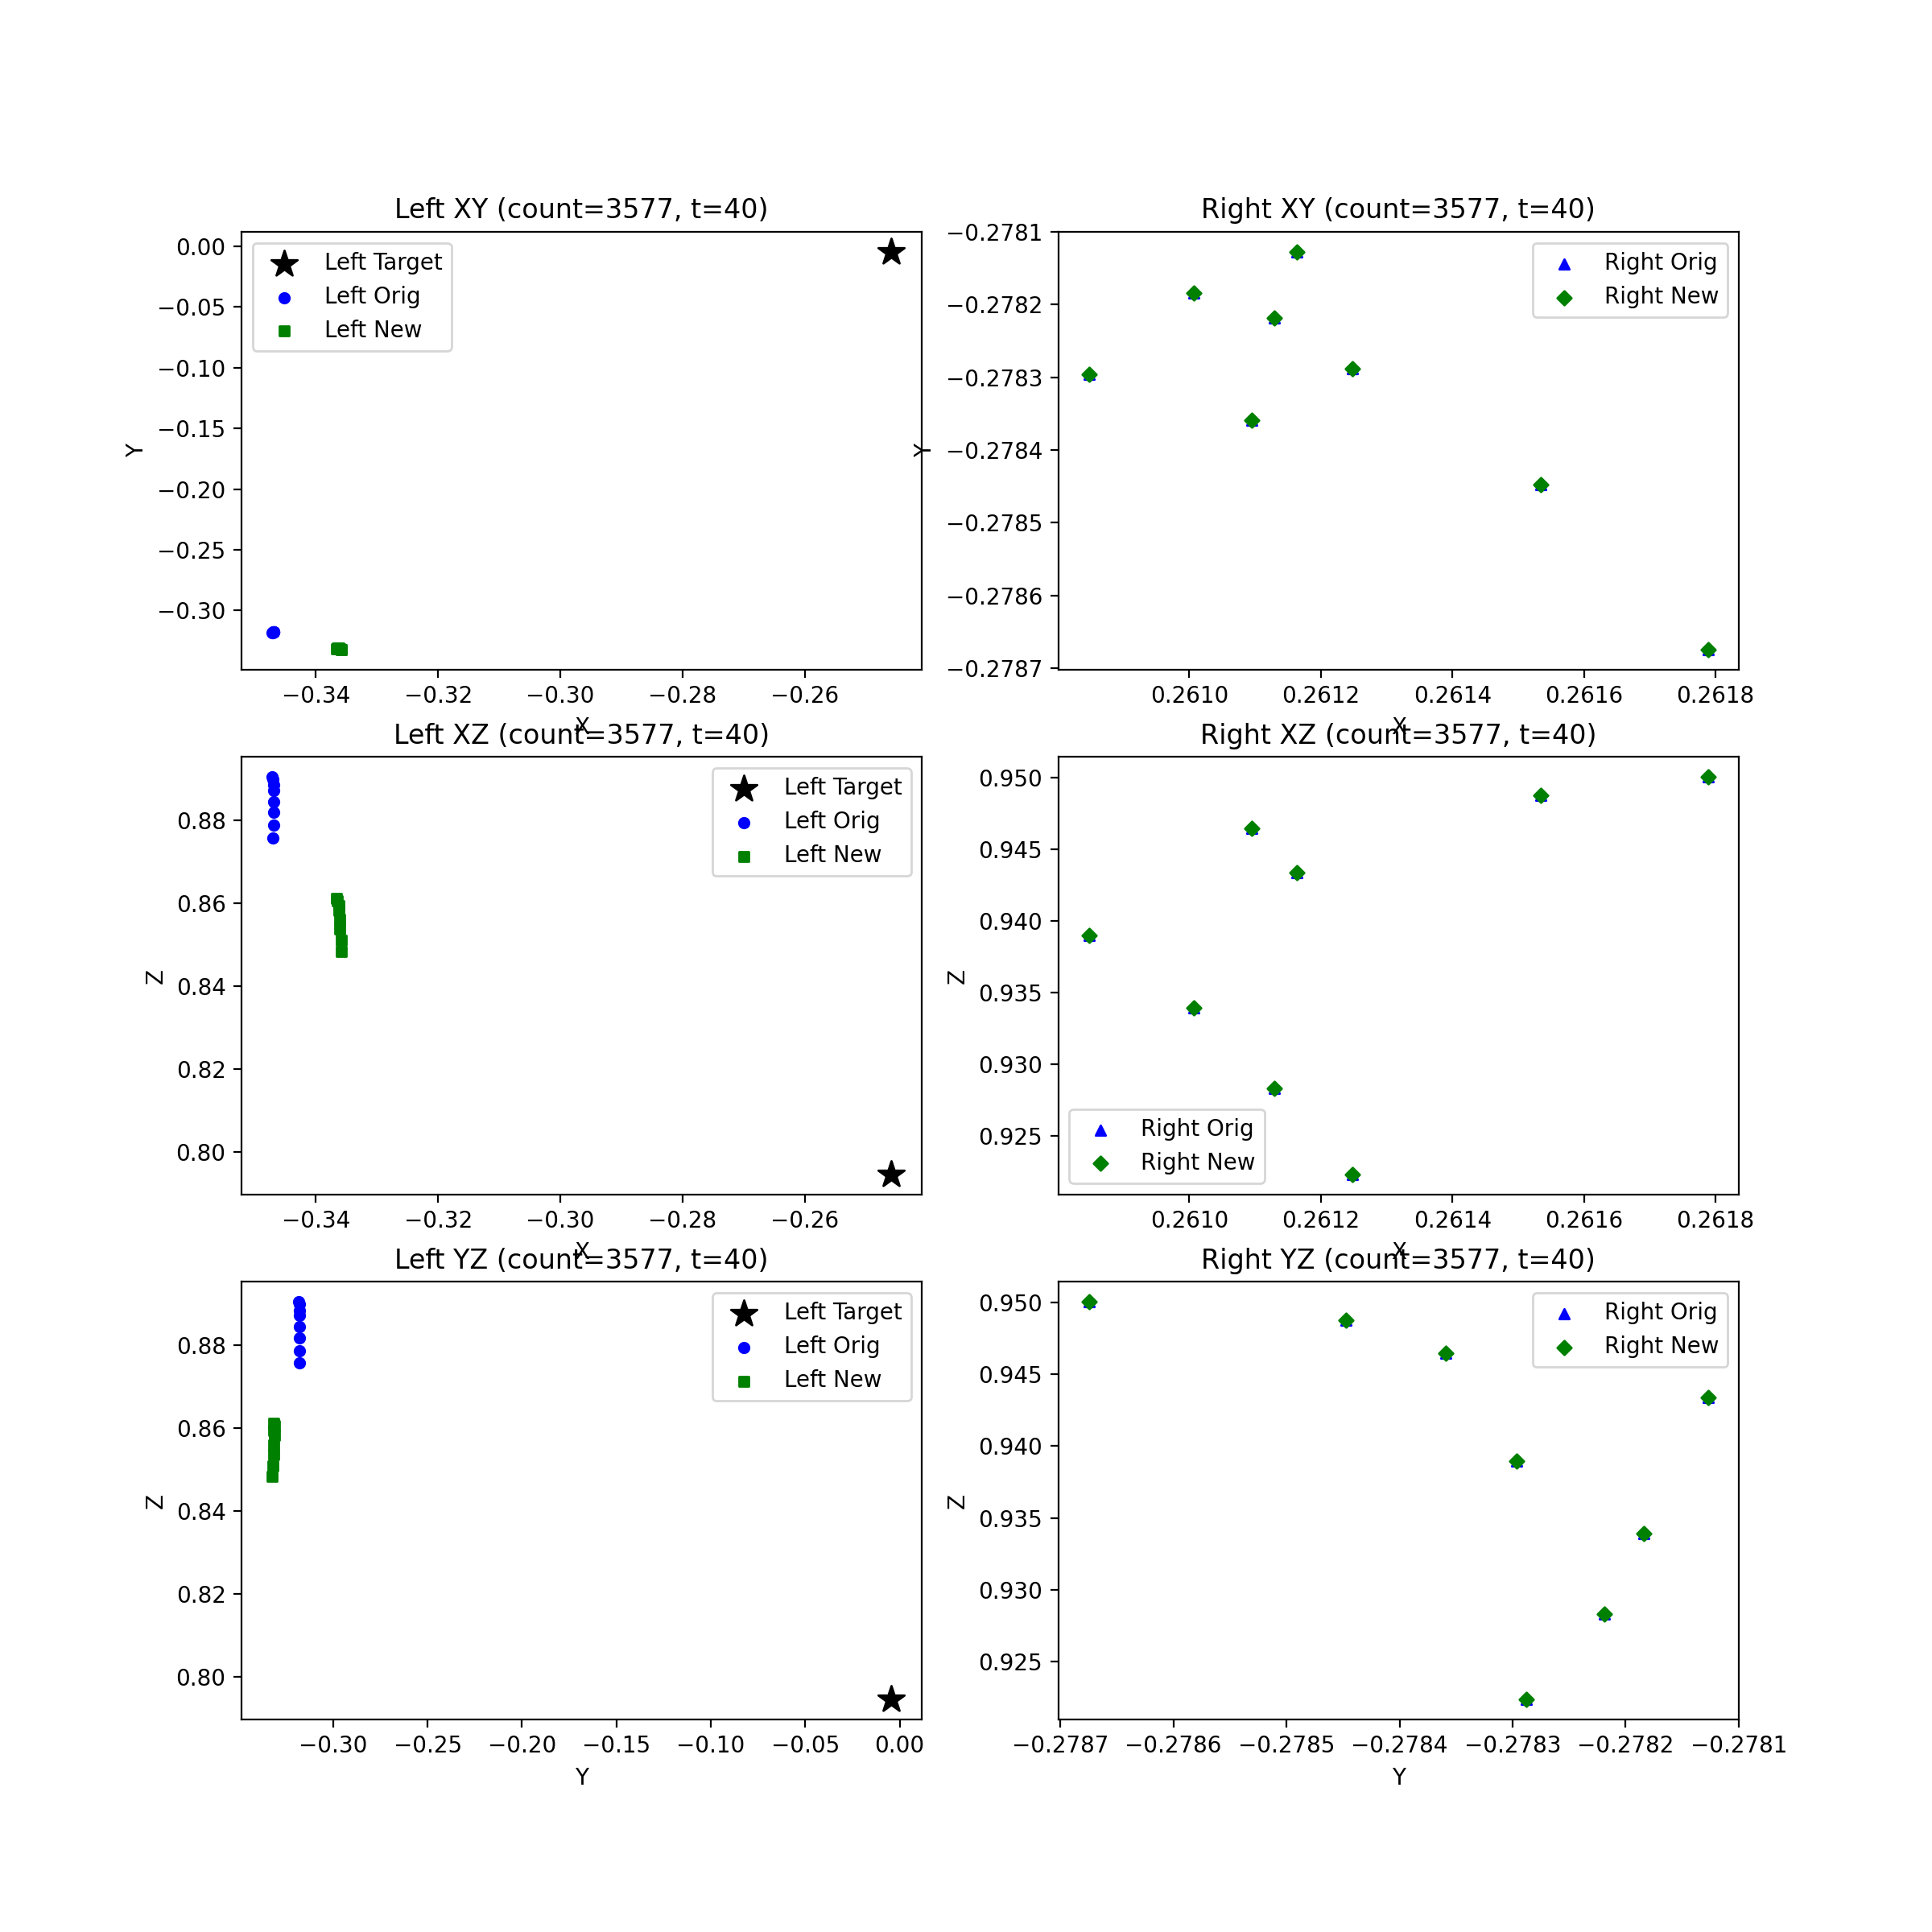 Left XY (count=3577, t=40)
Left Target
Left Orig
Left New
0.00
−0.05
−0.10
−0.15
−0.20
−0.25
−0.30
Y
−0.34
−0.32
−0.30
−0.28
−0.26
X
Right XY (count=3577, t=40)
Right Orig
Right New
−0.2781
−0.2782
−0.2783
−0.2784
−0.2785
−0.2786
−0.2787
Y
0.2610
0.2612
0.2614
0.2616
0.2618
X
Left XZ (count=3577, t=40)
Left Target
Left Orig
Left New
0.88
0.86
0.84
0.82
0.80
Z
−0.34
−0.32
−0.30
−0.28
−0.26
X
Right XZ (count=3577, t=40)
0.950
0.945
0.940
0.935
0.930
0.925
Z
Right Orig
Right New
0.2610
0.2612
0.2614
0.2616
0.2618
X
Left YZ (count=3577, t=40)
Left Target
Left Orig
Left New
0.88
0.86
0.84
0.82
0.80
Z
−0.30
−0.25
−0.20
−0.15
−0.10
−0.05
0.00
Y
Right YZ (count=3577, t=40)
Right Orig
Right New
0.950
0.945
0.940
0.935
0.930
0.925
Z
−0.2787
−0.2786
−0.2785
−0.2784
−0.2783
−0.2782
−0.2781
Y